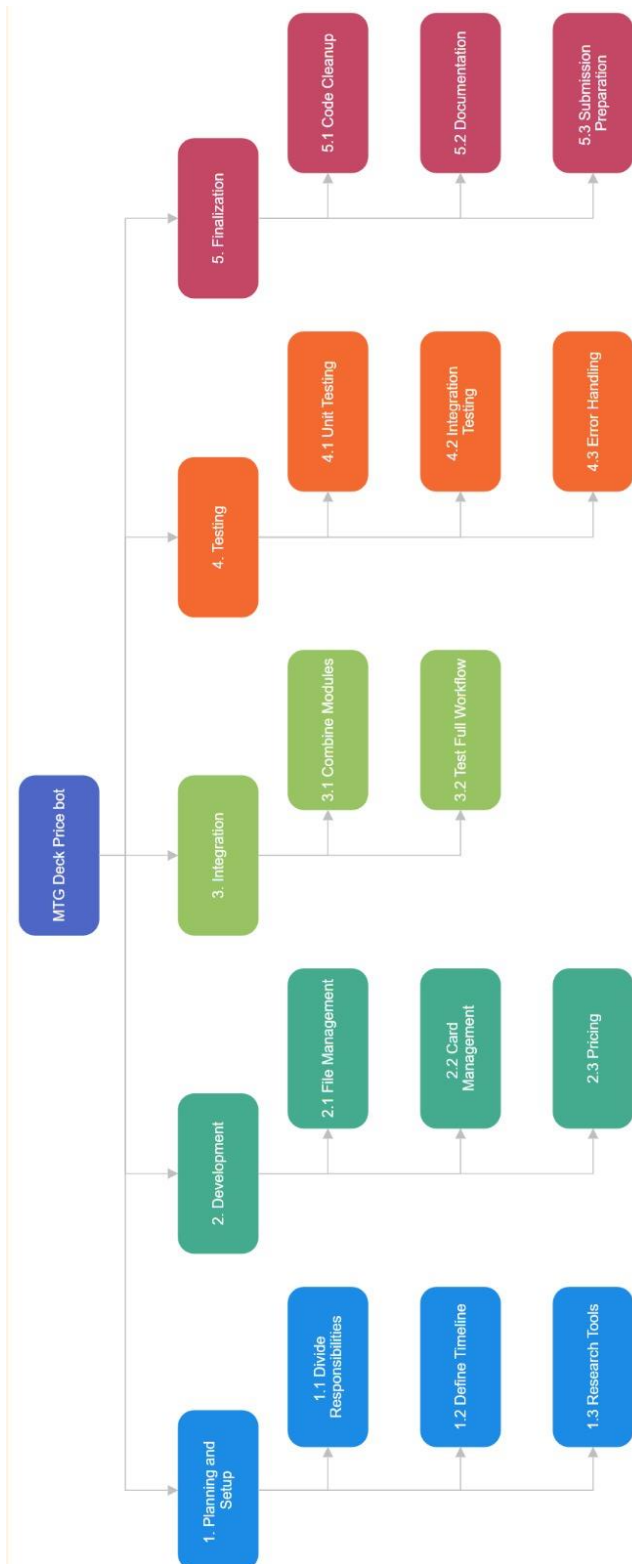 MTG Deck Price bot
1. Planning and
Setup
1.1 Divide
Responsibilities
1.2 Define Timeline
1.3 Research Tools
2. Development
2.1 File Management
2.2 Card
Management
2.3 Pricing
3. Integration
3.1 Combine Modules
3.2 Test Full Workflow
4. Testing
4.1 Unit Testing
4.2 Integration
Testing
4.3 Error Handling
5. Finalization
5.1 Code Cleanup
5.2 Documentation
5.3 Submission
Preparation